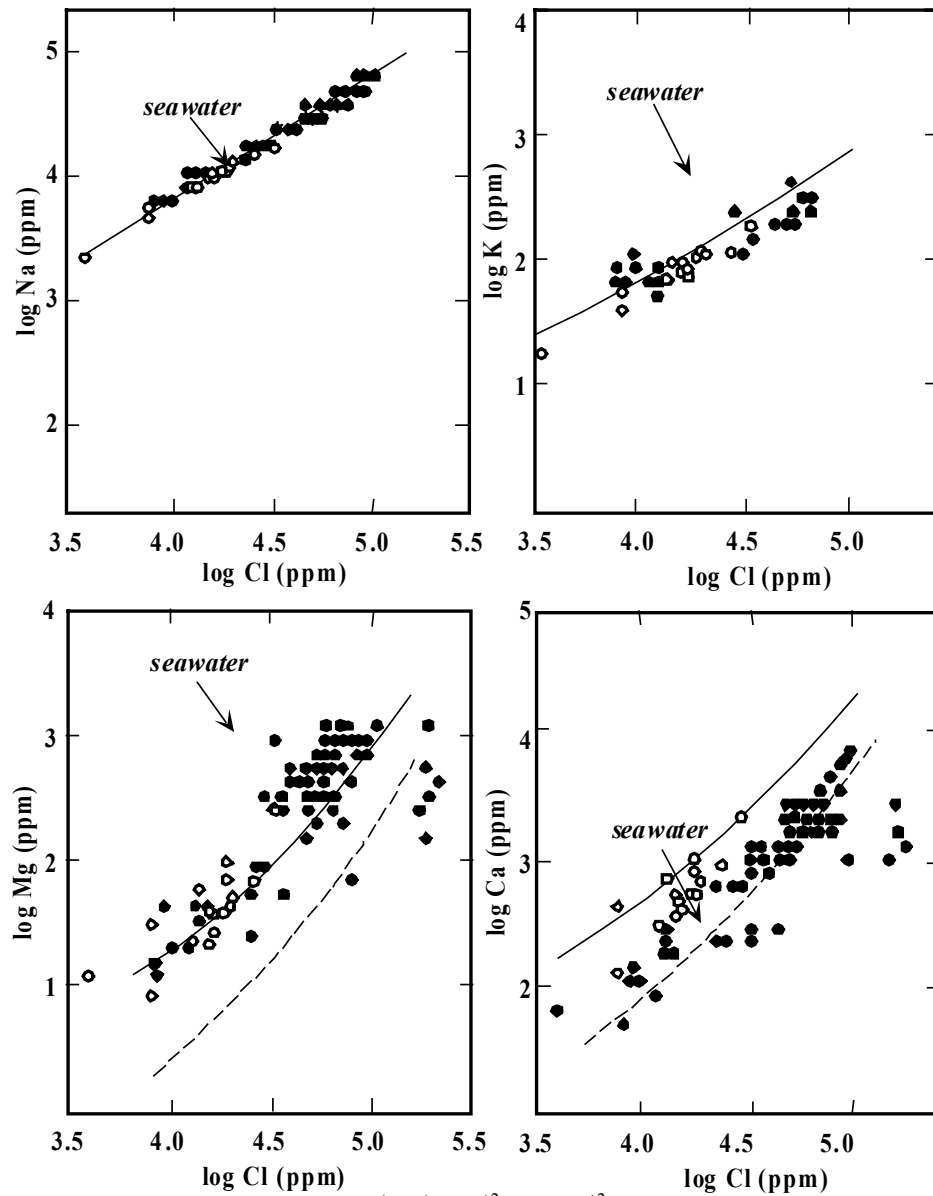 5
4
3
2
seawater
log Na (ppm)
3.5 4.0 4.5 5.0 5.5
log Cl (ppm)
4
3
2
1
seawater
log K (ppm)
4.0 4.5 5.0
log Cl (ppm)
4
3
2
1
seawater
log Mg (ppm)
3.5 4.0 4.5 5.0 5.5
log Cl (ppm)
5
4
3
2
seawater
log Ca (ppm)
3.5 4.0 4.5 5.0
log Cl (ppm)